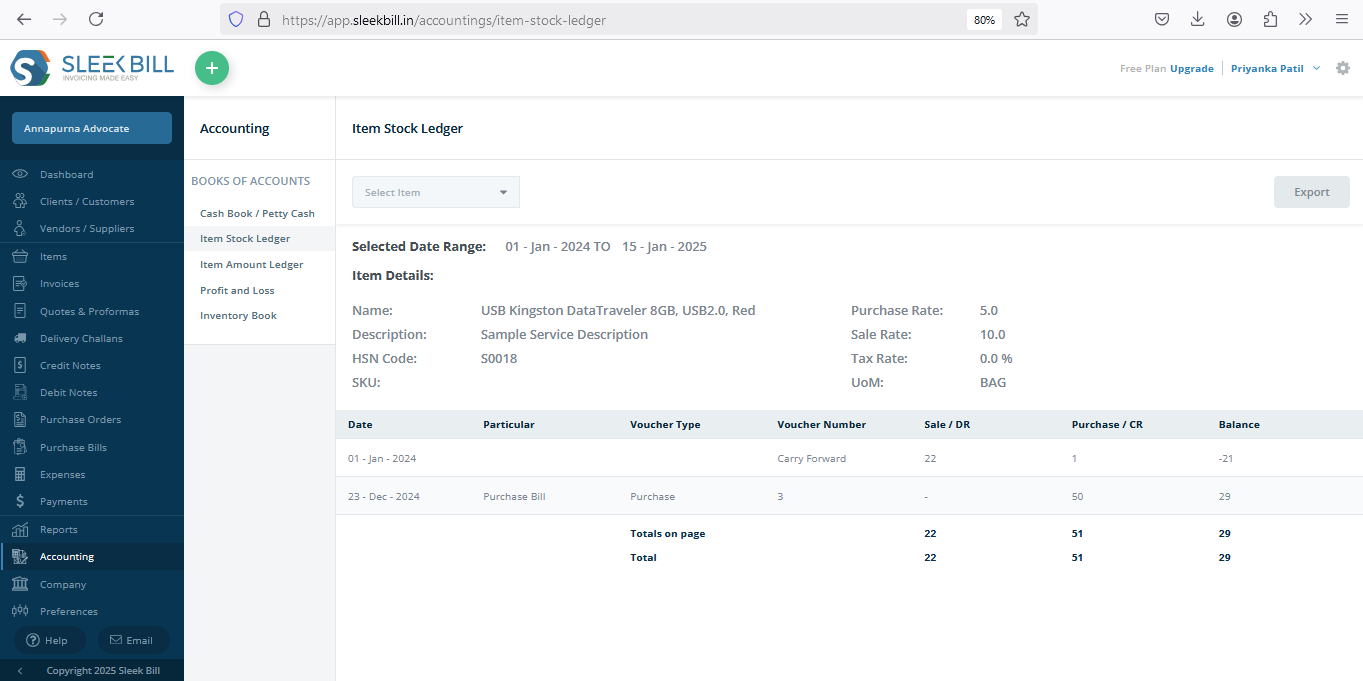 https://app.sleekbill.in/accountings/item-stock-ledger
80%
SLEEK BILL
INVOICING MADE EASY
+
Free Plan Upgrade
Priyanka Patil
Annapurna Advocate
Dashboard
Clients / Customers
Vendors / Suppliers
Items
Invoices
Quotes & Proformas
Delivery Challans
Credit Notes
Debit Notes
Purchase Orders
Purchase Bills
Expenses
Payments
Reports
Accounting
Company
Preferences
Help
Email
Copyright 2025 Sleek Bill
Accounting
BOOKS OF ACCOUNTS
Cash Book / Petty Cash
Item Stock Ledger
Item Amount Ledger
Profit and Loss
Inventory Book
Item Stock Ledger
Select Item
Export
Selected Date Range: 01 - Jan - 2024 TO 15 - Jan - 2025
Item Details:
Name: USB Kingston DataTraveler 8GB, USB2.0, Red Purchase Rate: 5.0
Description: Sample Service Description Sale Rate: 10.0
HSN Code: S0018 Tax Rate: 0.0 %
SKU: UoM: BAG
Date Particular Voucher Type Voucher Number Sale / DR Purchase / CR Balance
01 - Jan - 2024 Carry Forward 22 1 -21
23 - Dec - 2024 Purchase Bill Purchase 3 - 50 29
Totals on page 22 51 29
Total 22 51 29